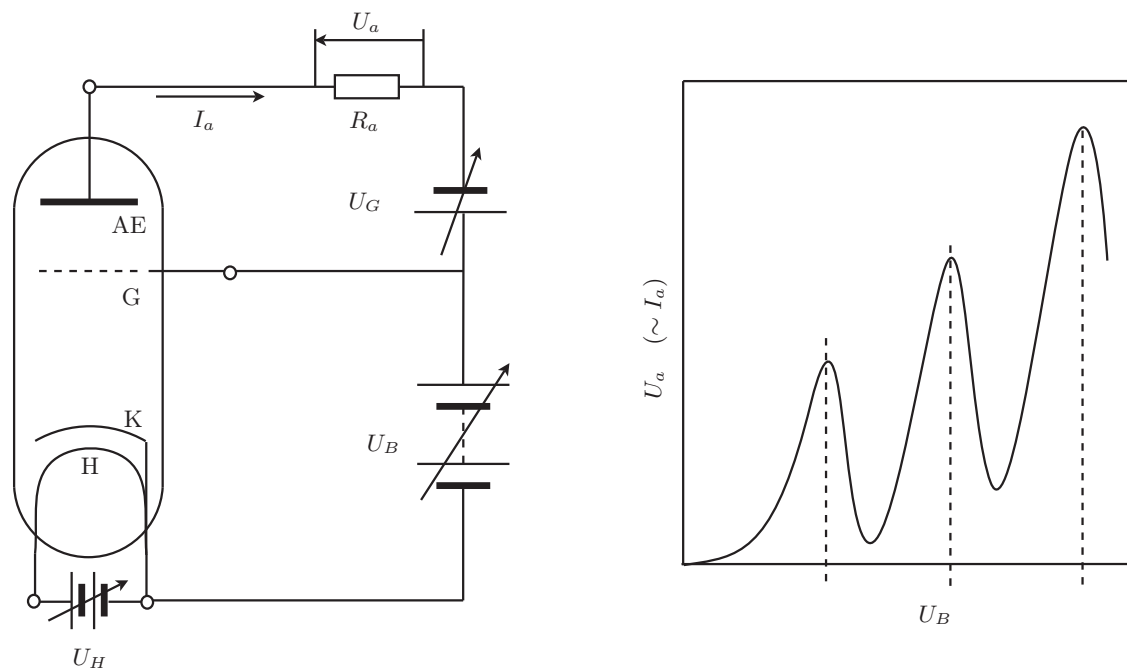 U_a
I_a
R_a
U_G
AE
G
K
U_B
H
U_H
U_a (∼ I_a)
U_B